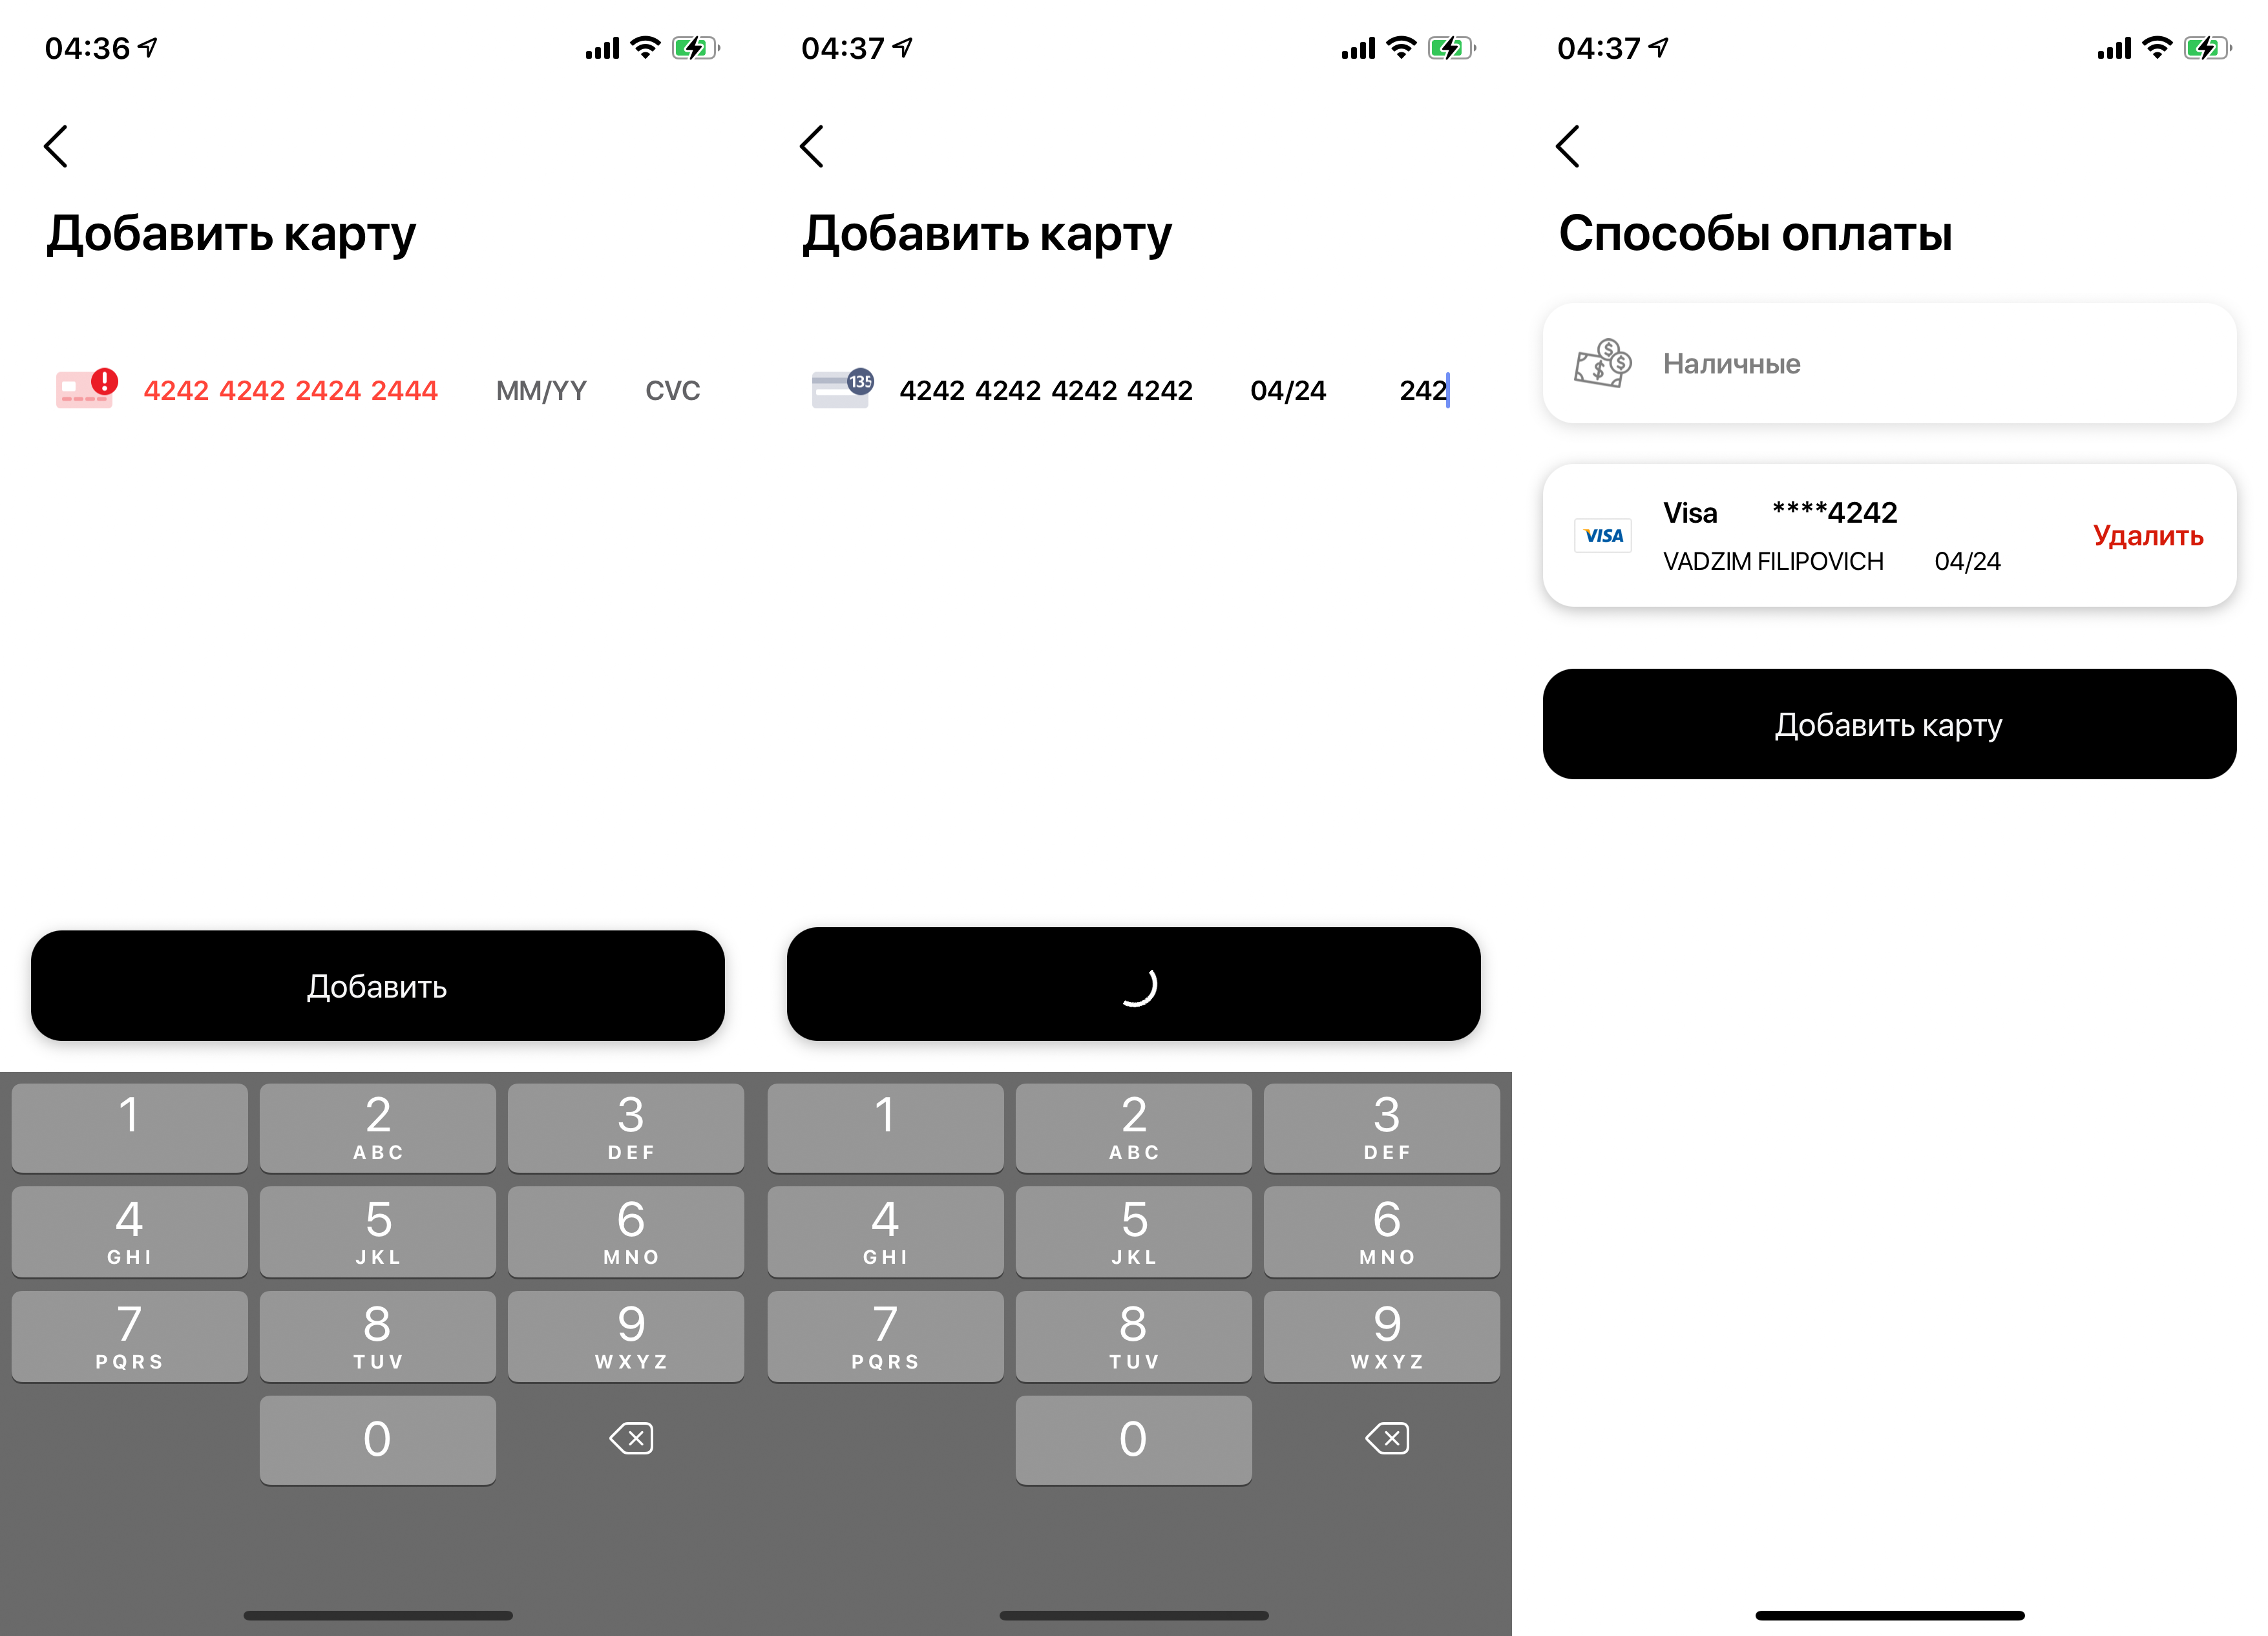 04:36
Добавить карту
4242 4242 2424 2444 MM/YY CVC
Добавить
1
2
ABC
3
DEF
4
GHI
5
JKL
6
MNO
7
PQRS
8
TUV
9
WXYZ
0
04:37
Добавить карту
135 4242 4242 4242 4242 04/24 242
1
2
ABC
3
DEF
4
GHI
5
JKL
6
MNO
7
PQRS
8
TUV
9
WXYZ
0
04:37
Способы оплаты
Наличные
VISA
Visa ****4242
VADZIM FILIPOVICH 04/24
Удалить
Добавить карту